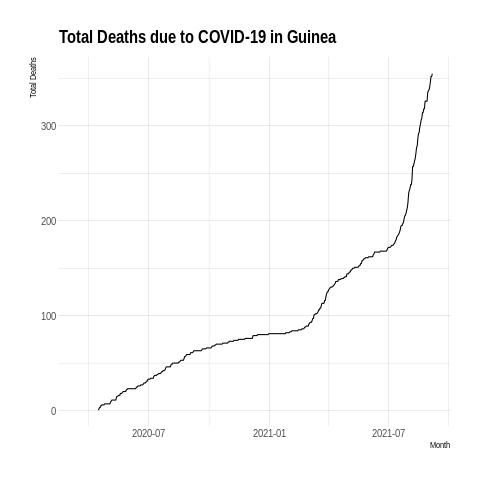 Total Deaths due to COVID-19 in Guinea
Total Deaths
300
200
100
0
2020-07
2021-01
2021-07
Month